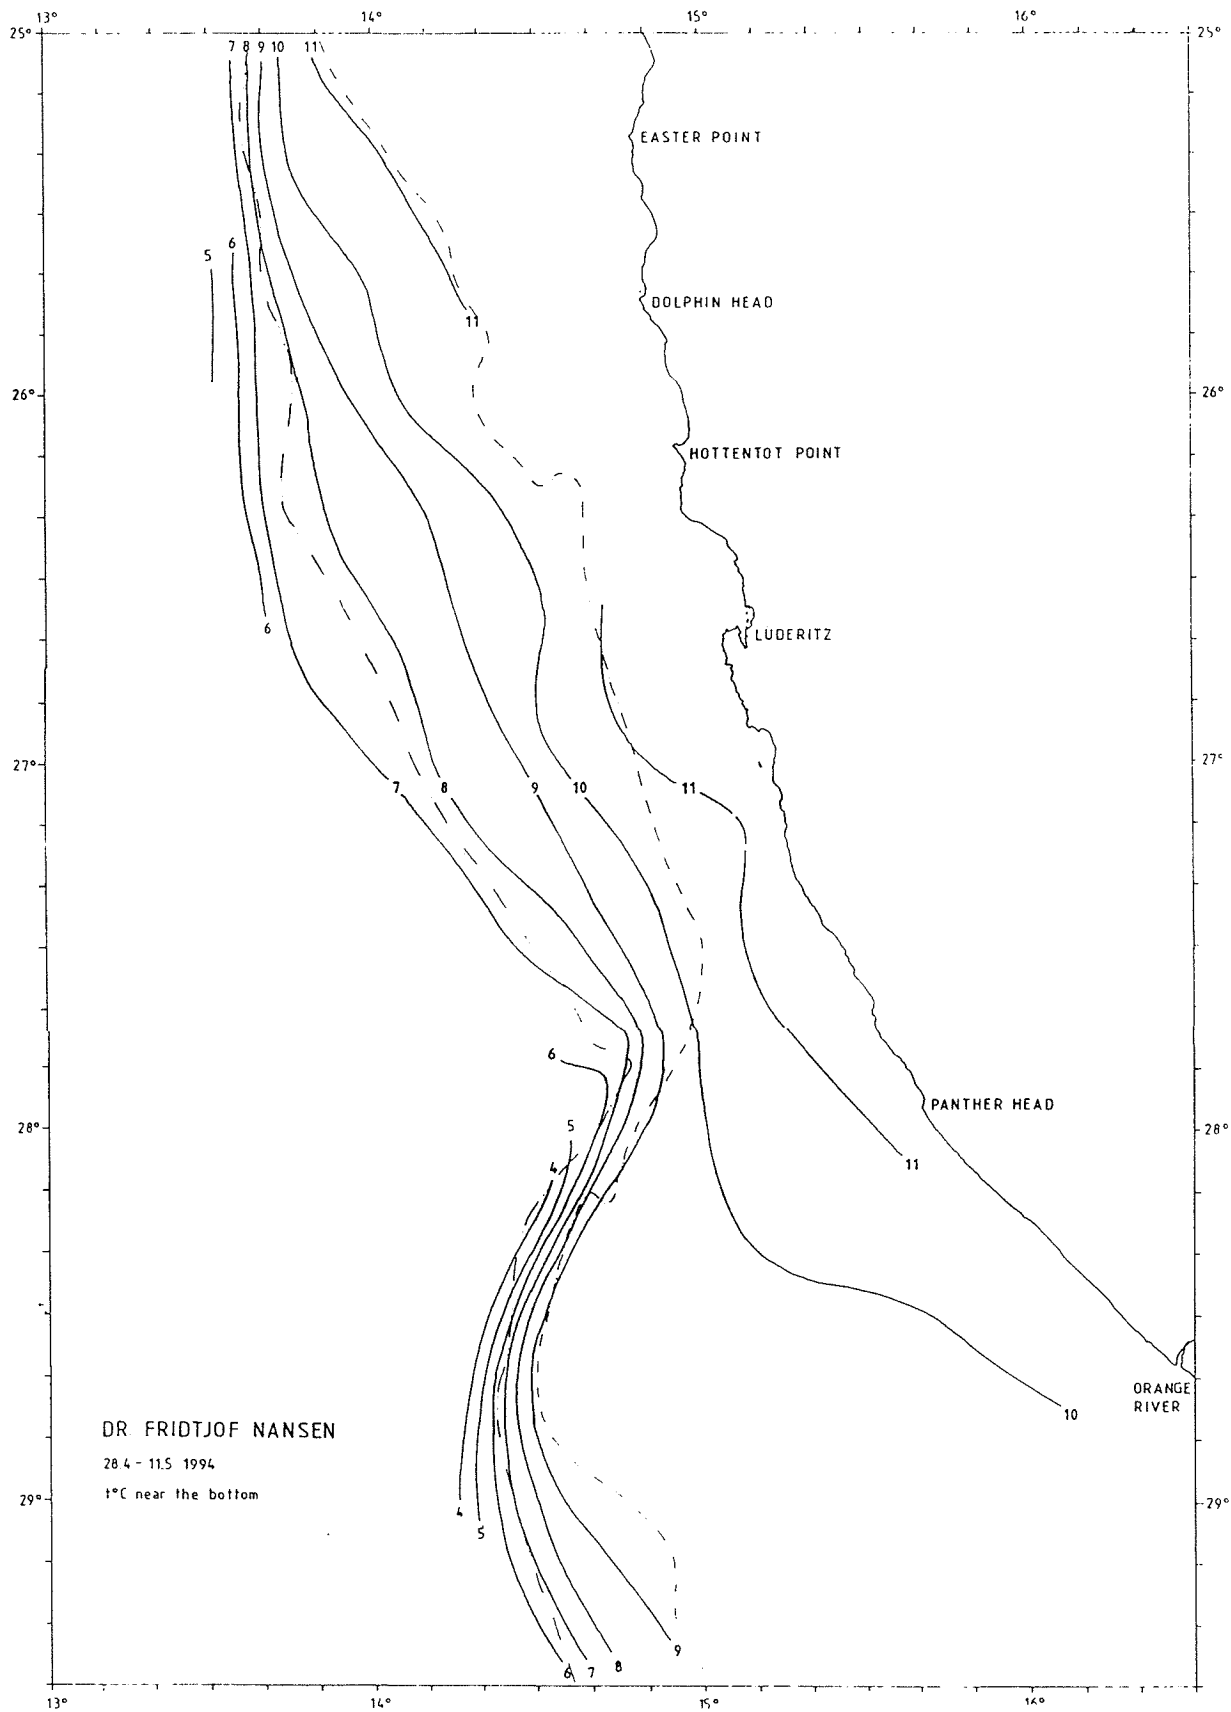 13° 14° 15° 16°
25° 25°
7 8 9 10 11
EASTER POINT
6
5
DOLPHIN HEAD
11
26° 26°
HOTTENTOT POINT
6
LÜDERITZ
27° 27°
7 8 9 10 11
6
PANTHER HEAD
28° 28°
5
11
4
ORANGE
RIVER
10
DR. FRIDTJOF NANSEN
28.4 - 11.5 1994
t°C near the bottom
29° 29°
4
5
9
6 7 8
13° 14° 15° 16°